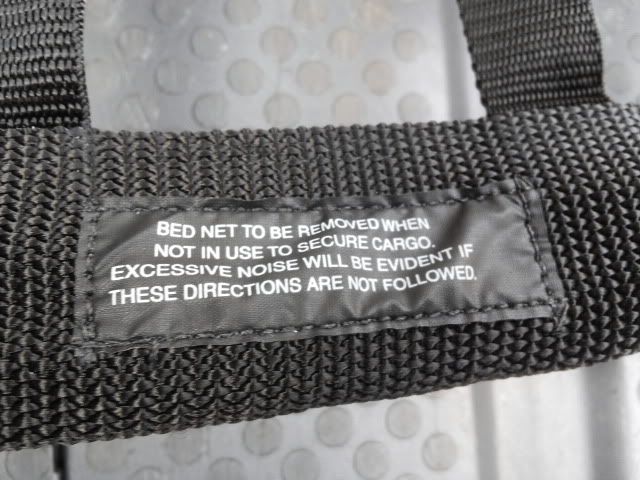 BED NET TO BE REMOVED WHEN
NOT IN USE TO SECURE CARGO.
EXCESSIVE NOISE WILL BE EVIDENT IF
THESE DIRECTIONS ARE NOT FOLLOWED.